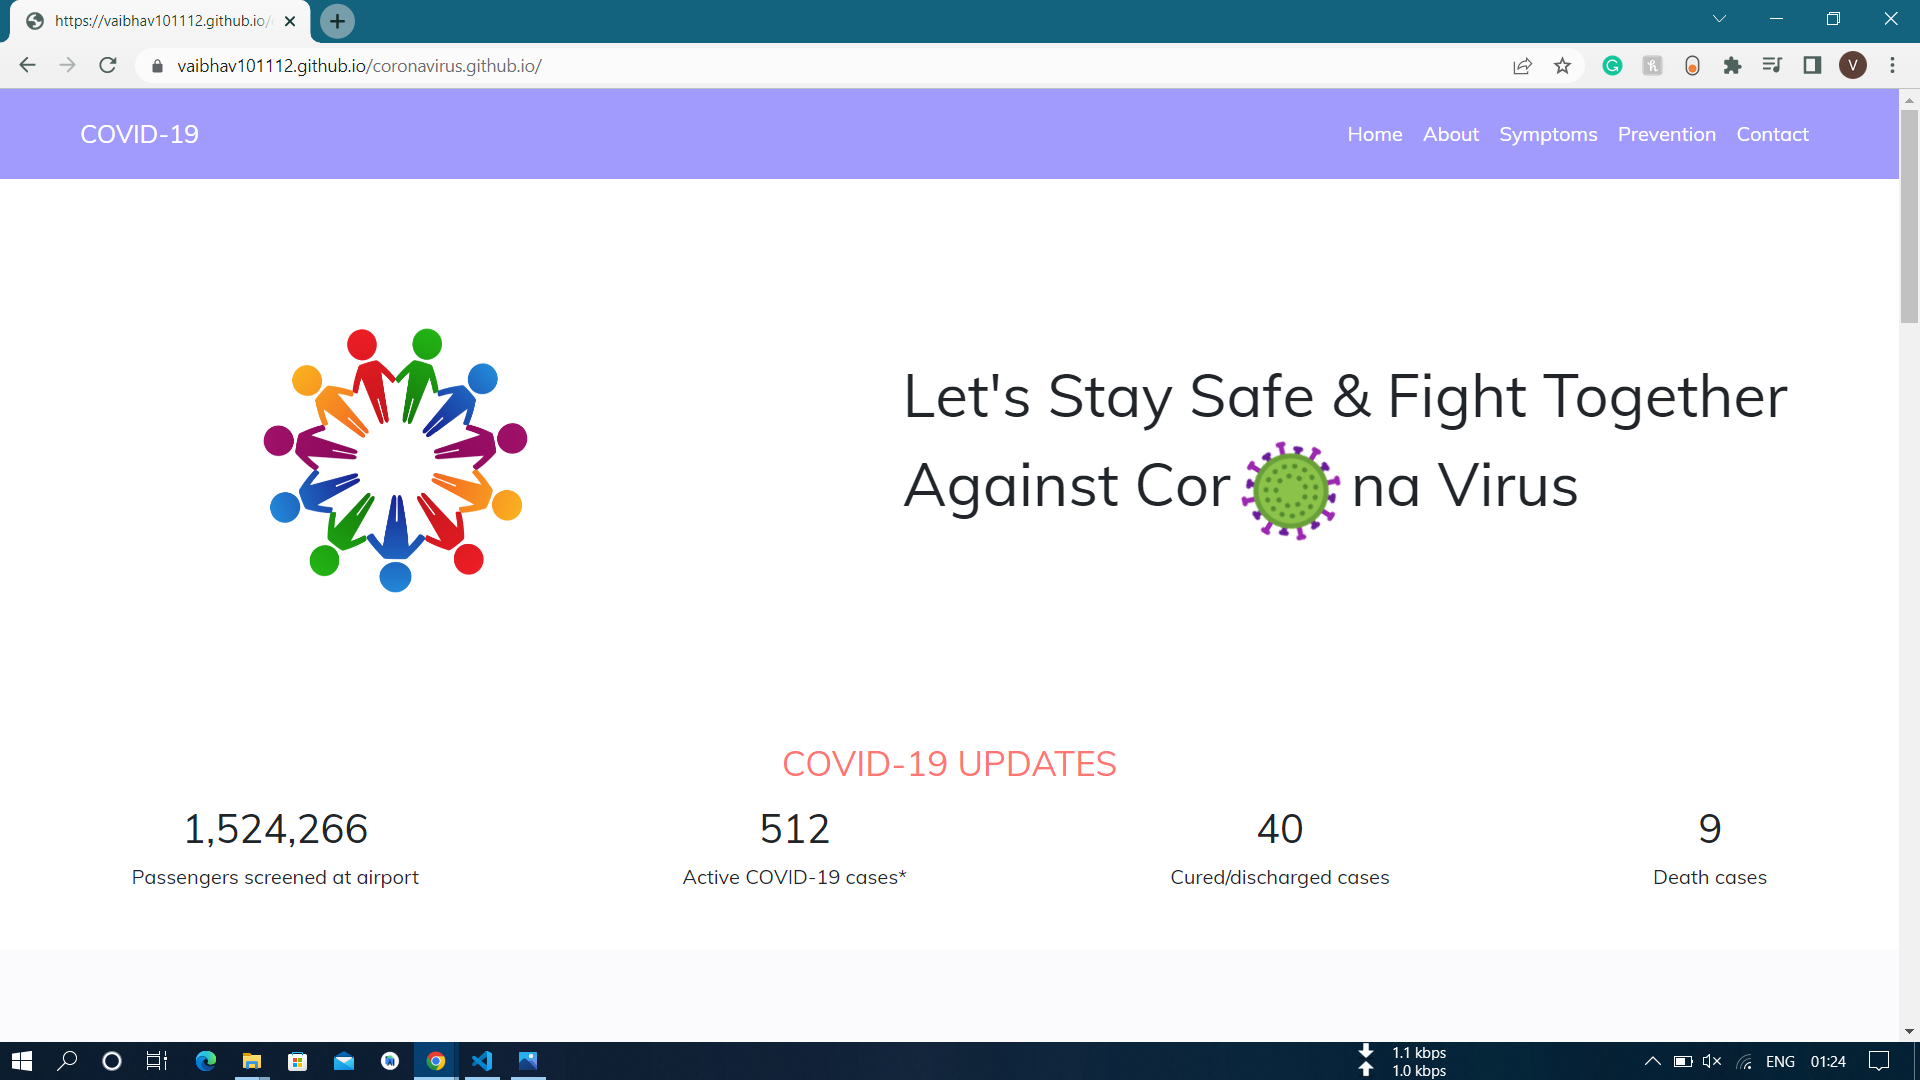 https://vaibhav101112.github.io/
vaibhav101112.github.io/coronavirus.github.io/
V
COVID-19
Home About Symptoms Prevention Contact
Let's Stay Safe & Fight Together
Against Cor na Virus
COVID-19 UPDATES
1,524,266 512 40 9
Passengers screened at airport Active COVID-19 cases* Cured/discharged cases Death cases
1.1 kbps
1.0 kbps
ENG 01:24